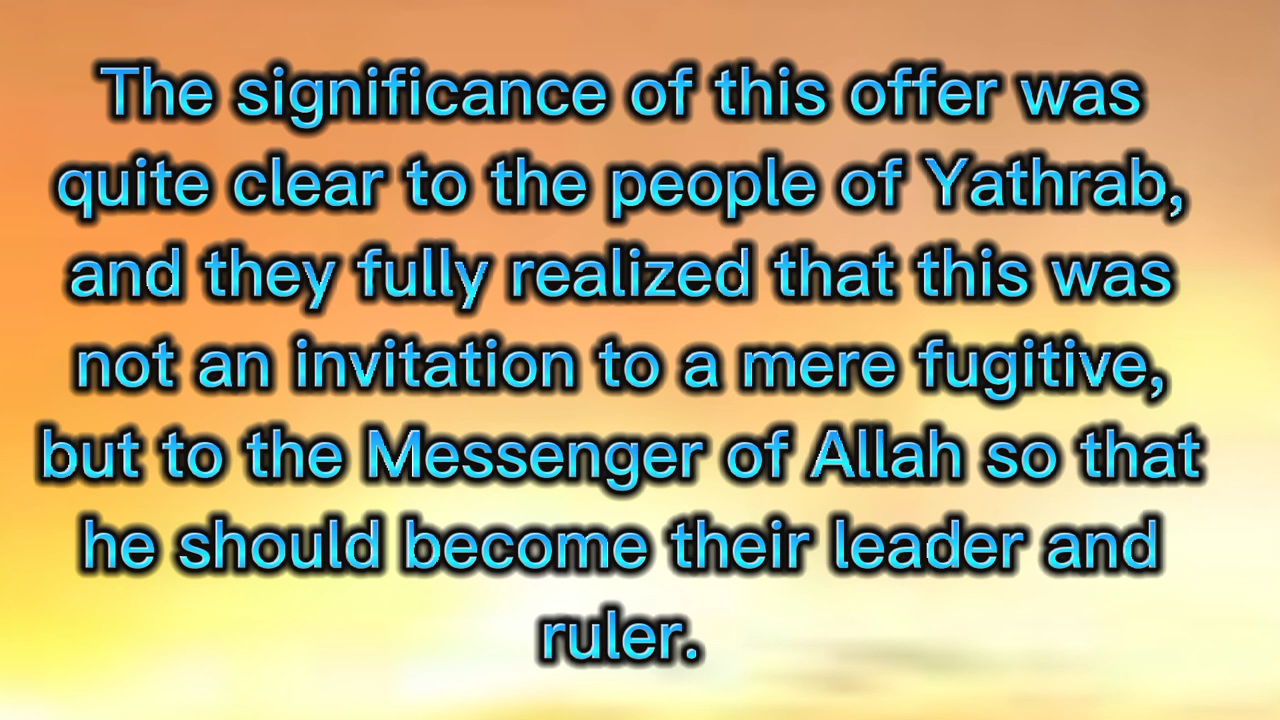 The significance of this offer was
quite clear to the people of Yathrab,
and they fully realized that this was
not an invitation to a mere fugitive,
but to the Messenger of Allah so that
he should become their leader and
ruler.